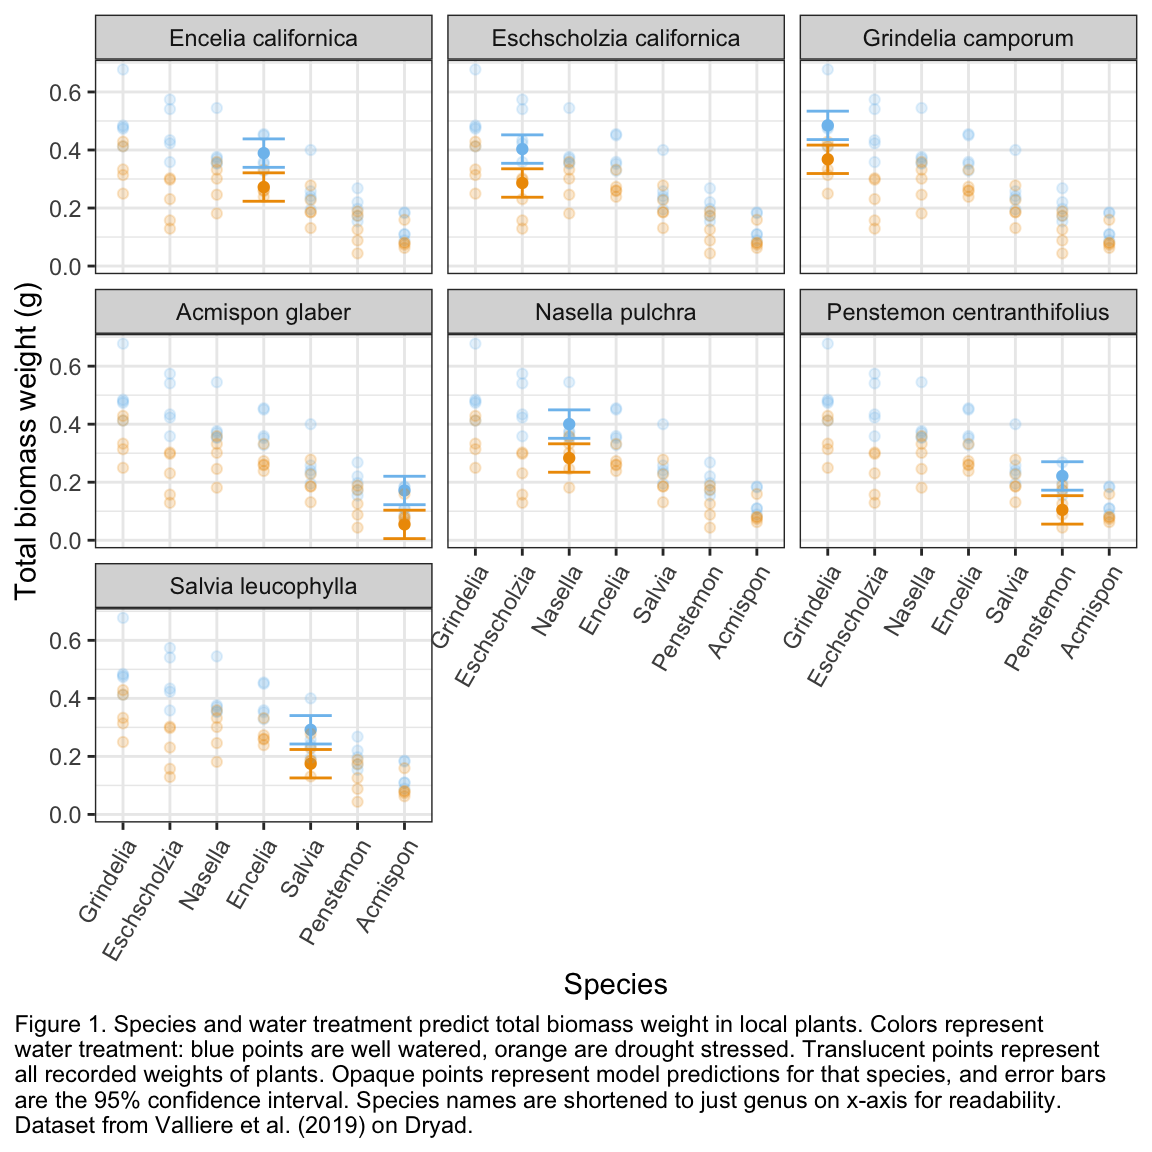 Encelia californica
Eschscholzia californica
Grindelia camporum
0.6
0.4
0.2
0.0
Acmispon glaber
Nasella pulchra
Penstemon centranthifolius
0.6
0.4
0.2
0.0
Total biomass weight (g)
Grindelia
Eschscholzia
Nasella
Encelia
Salvia
Penstemon
Acmispon
Grindelia
Eschscholzia
Nasella
Encelia
Salvia
Penstemon
Acmispon
Salvia leucophylla
0.6
0.4
0.2
0.0
Grindelia
Eschscholzia
Nasella
Encelia
Salvia
Penstemon
Acmispon
Species
Figure 1. Species and water treatment predict total biomass weight in local plants. Colors represent
water treatment: blue points are well watered, orange are drought stressed. Translucent points represent
all recorded weights of plants. Opaque points represent model predictions for that species, and error bars
are the 95% confidence interval. Species names are shortened to just genus on x-axis for readability.
Dataset from Valliere et al. (2019) on Dryad.